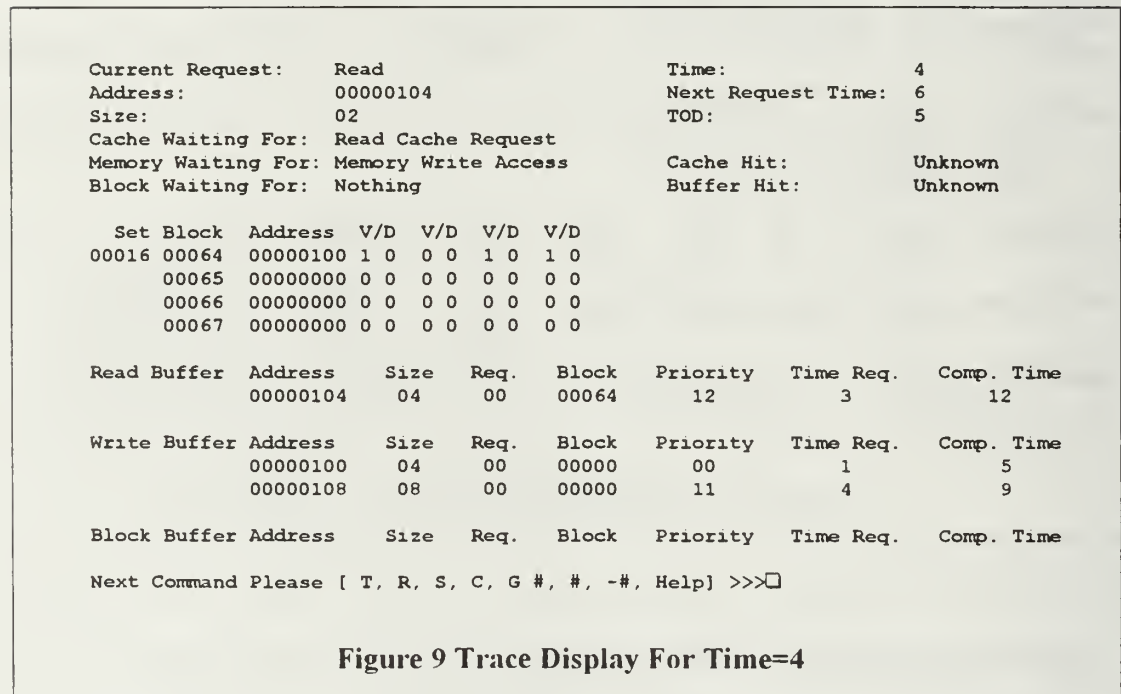 Current Request: Read Time: 4
Address: 00000104 Next Request Time: 6
Size: 02 TOD: 5
Cache Waiting For: Read Cache Request
Memory Waiting For: Memory Write Access Cache Hit: Unknown
Block Waiting For: Nothing Buffer Hit: Unknown
Set Block Address V/D V/D V/D V/D
00016 00064 00000100 1 0 0 0 1 0 1 0
00065 00000000 0 0 0 0 0 0 0 0
00066 00000000 0 0 0 0 0 0 0 0
00067 00000000 0 0 0 0 0 0 0 0
Read Buffer Address Size Req. Block Priority Time Req. Comp. Time
00000104 04 00 00064 12 3 12
Write Buffer Address Size Req. Block Priority Time Req. Comp. Time
00000100 04 00 00000 00 1 5
00000108 08 00 00000 11 4 9
Block Buffer Address Size Req. Block Priority Time Req. Comp. Time
Next Command Please [ T, R, S, C, G #, #, -#, Help] >>>
Figure 9 Trace Display For Time=4